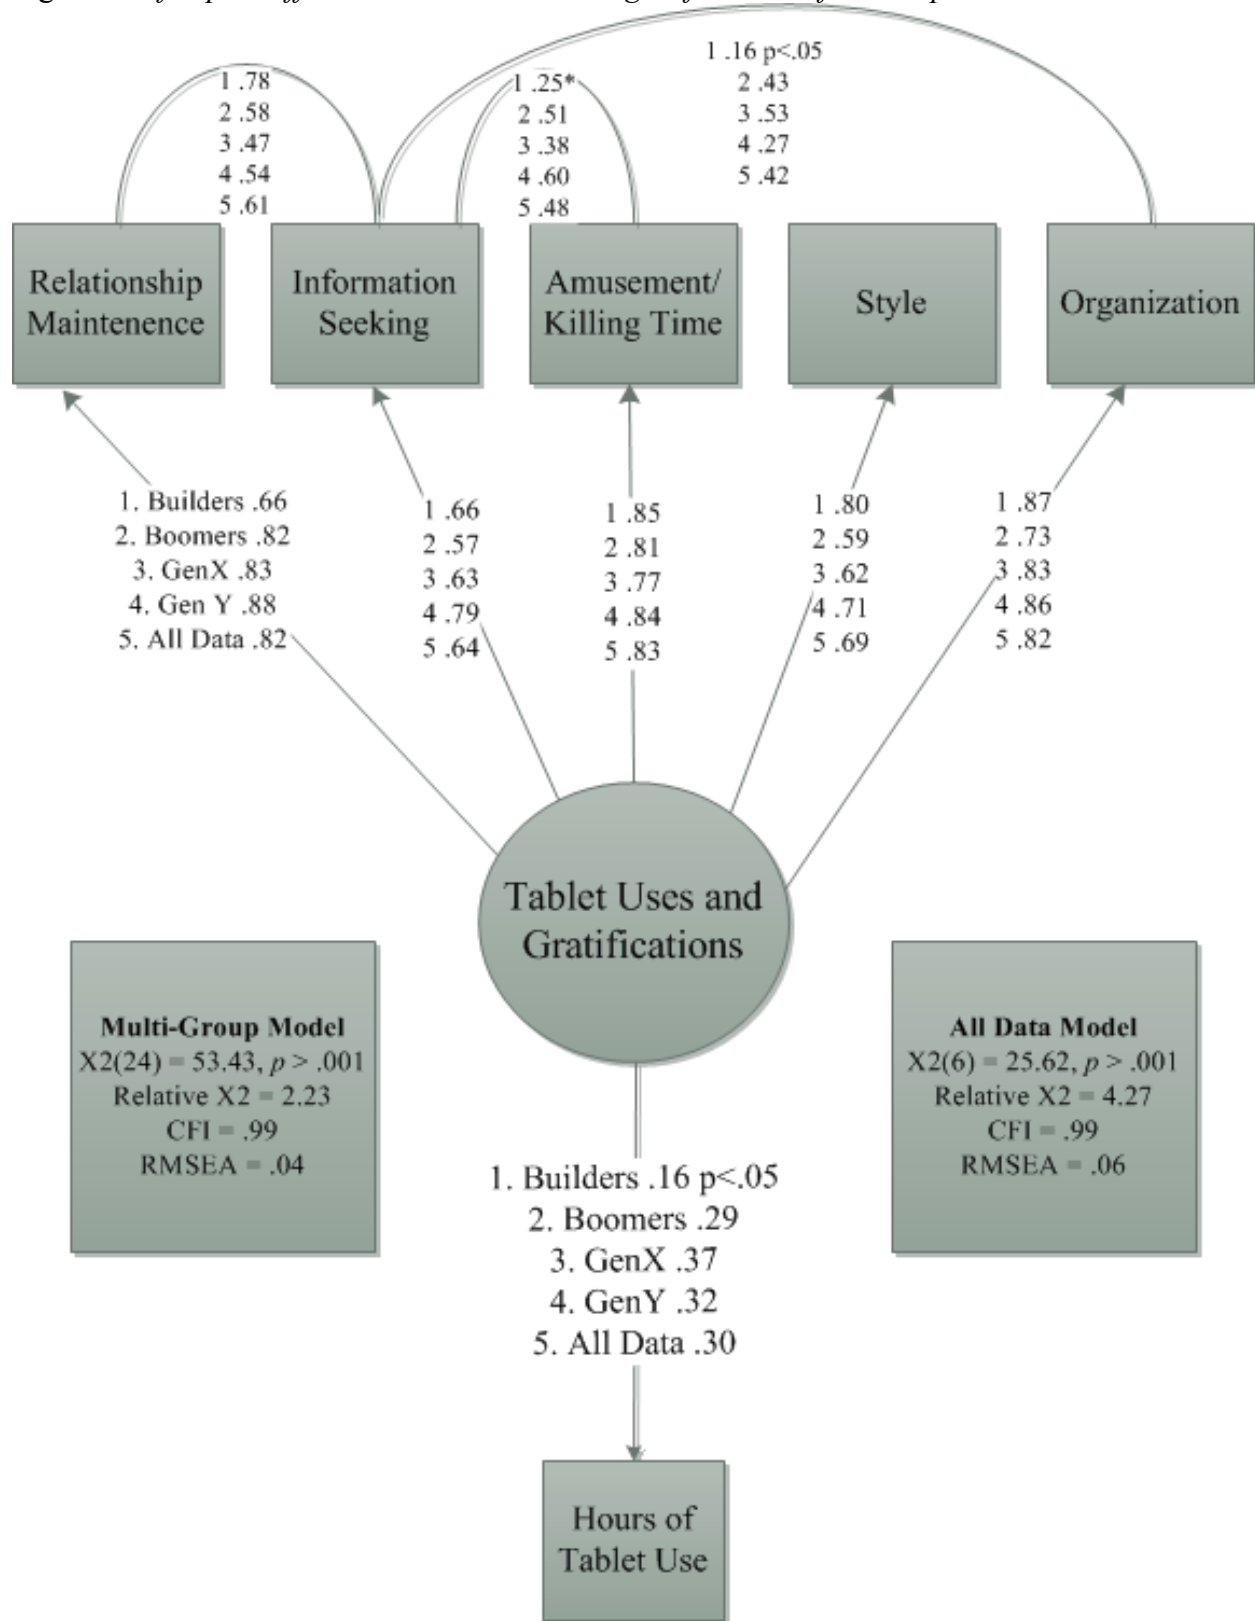 1 .78
2 .58
3 .47
4 .54
5 .61
1 .25*
2 .51
3 .38
4 .60
5 .48
1 .16 p<.05
2 .43
3 .53
4 .27
5 .42
Relationship
Maintenence
Information
Seeking
Amusement/
Killing Time
Style
Organization
1. Builders .66
2. Boomers .82
3. GenX .83
4. Gen Y .88
5. All Data .82
1 .66
2 .57
3 .63
4 .79
5 .64
1 .85
2 .81
3 .77
4 .84
5 .83
1 .80
2 .59
3 .62
4 .71
5 .69
1 .87
2 .73
3 .83
4 .86
5 .82
Tablet Uses and
Gratifications
Multi-Group Model
X2(24) = 53.43, p > .001
Relative X2 = 2.23
CFI = .99
RMSEA = .04
All Data Model
X2(6) = 25.62, p > .001
Relative X2 = 4.27
CFI = .99
RMSEA = .06
1. Builders .16 p<.05
2. Boomers .29
3. GenX .37
4. GenY .32
5. All Data .30
Hours of
Tablet Use